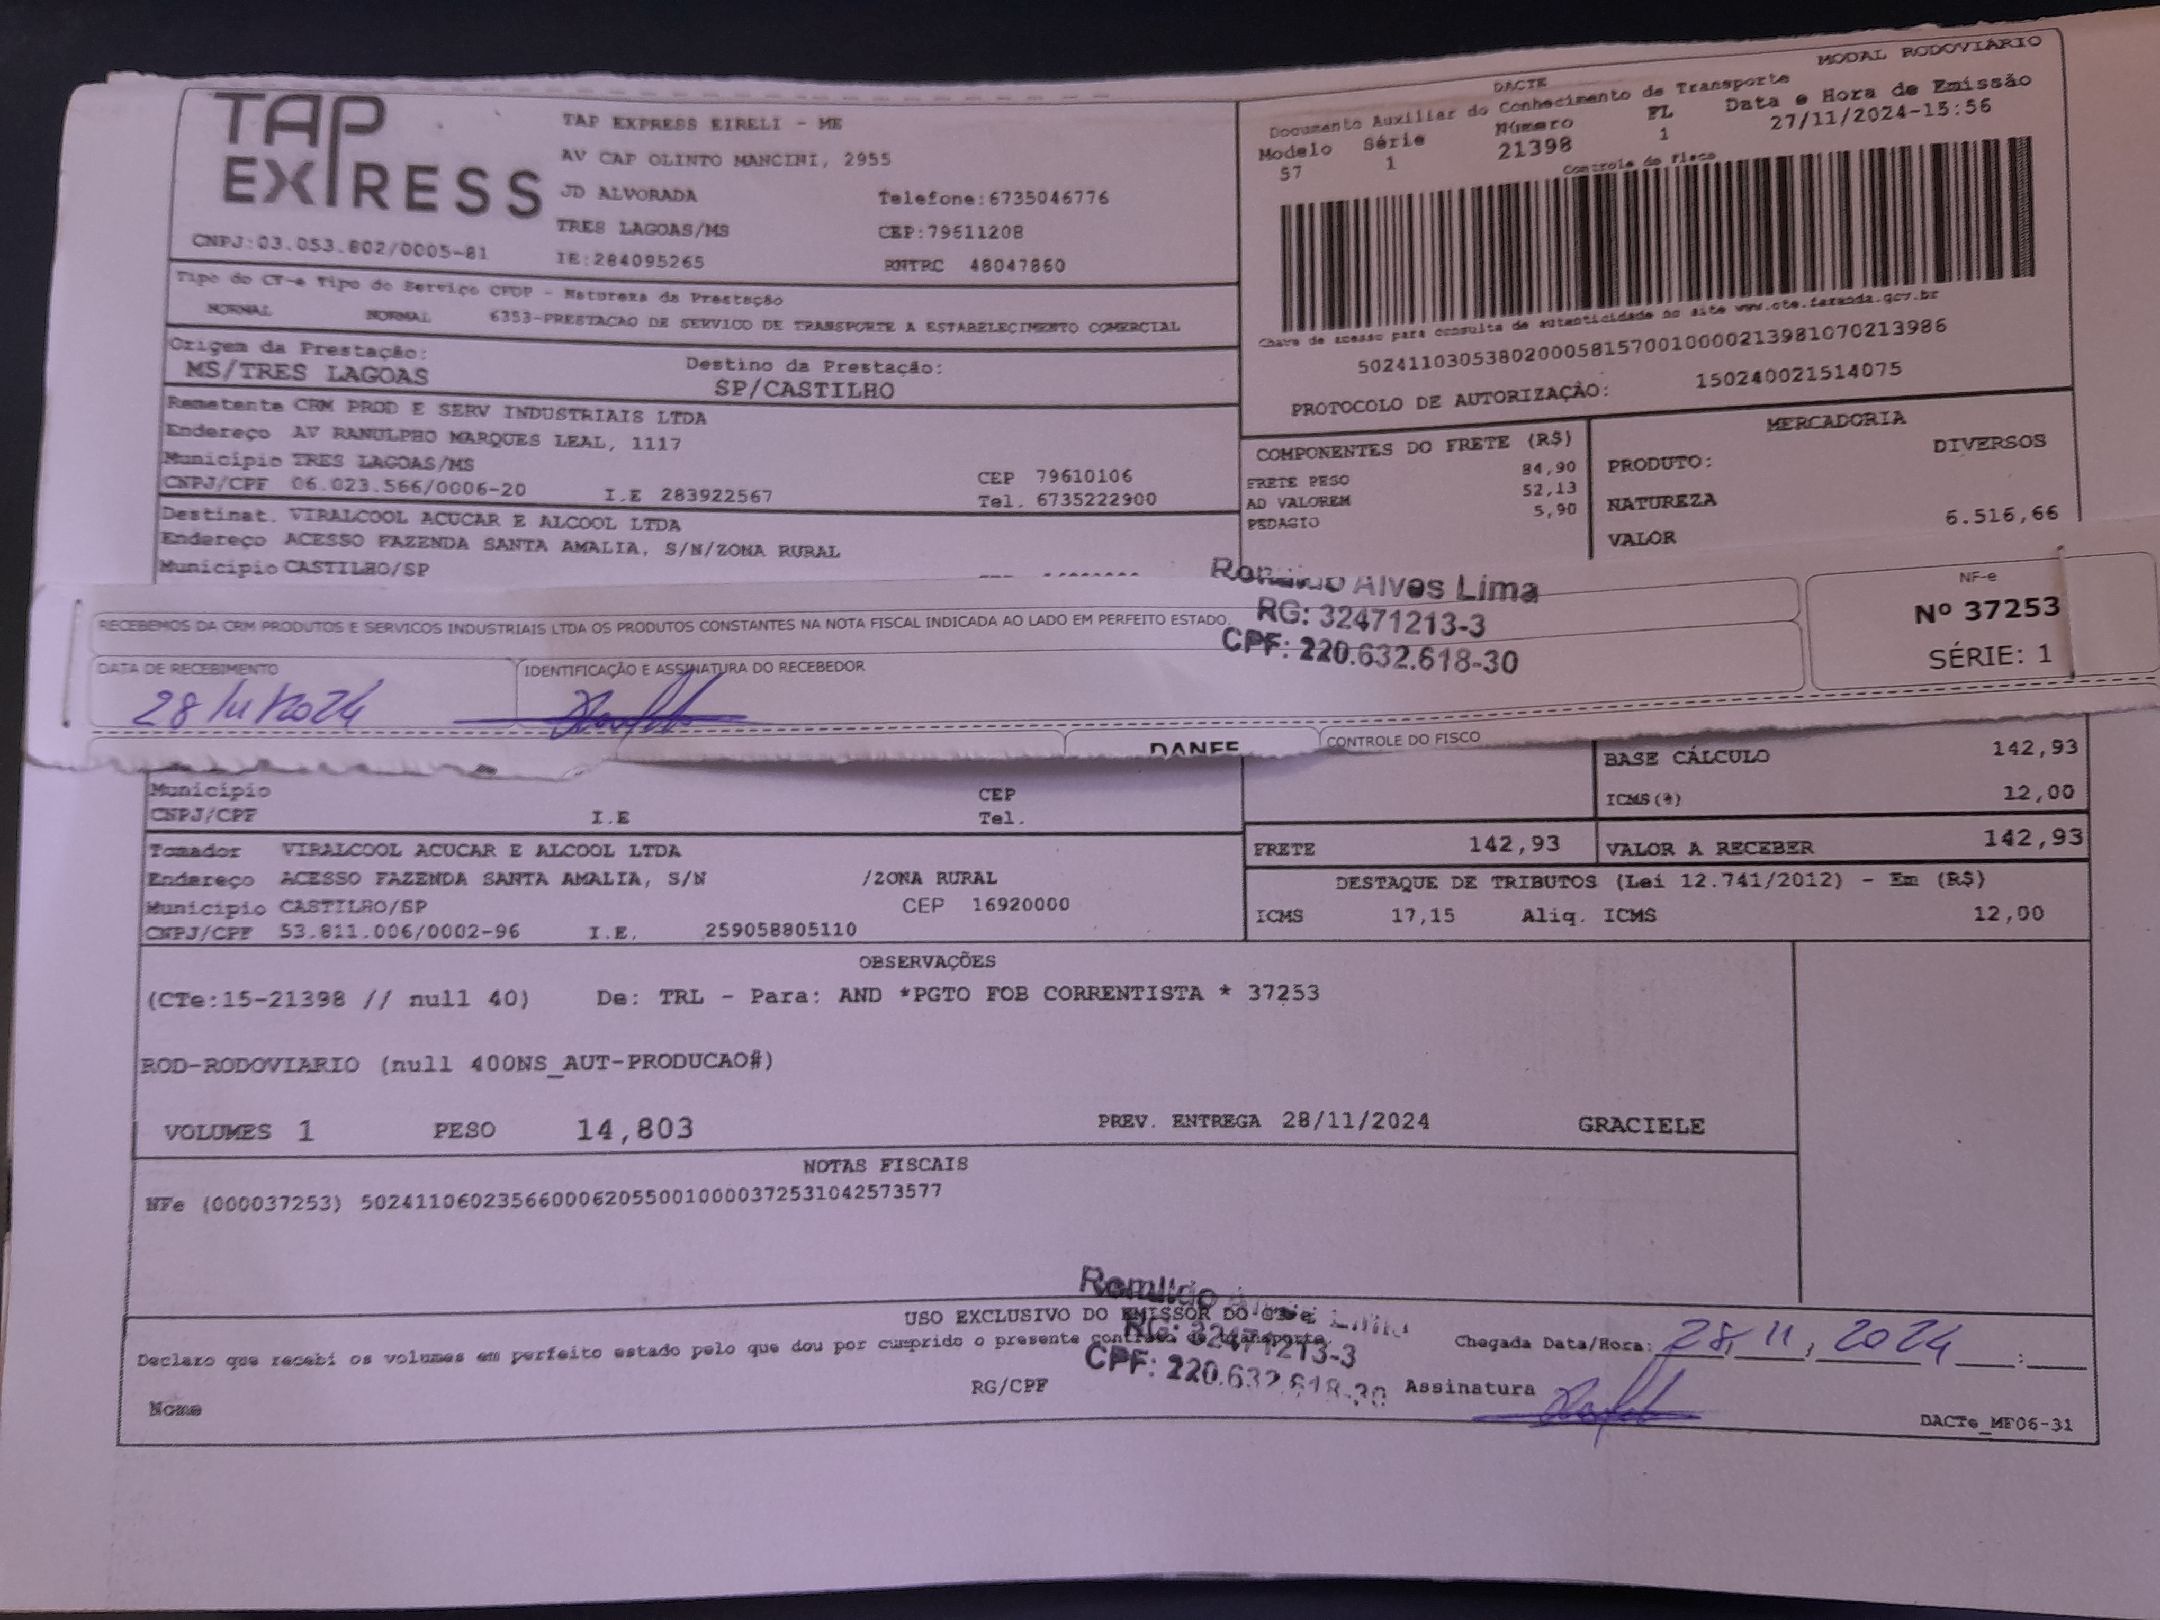 TAP
EXPRESS
CNPJ:03.053.802/0005-81
TAP EXPRESS EIRELI - ME
AV CAP OLINTO MANCINI, 2955
JD ALVORADA
Telefone:6735046776
TRES LAGOAS/MS
CEP:79611208
IE:284095265
RNTRC 48047860
MODAL RODOVIÁRIO
DACTE
Documento Auxiliar do Conhecimento de Transporte
Modelo Série Número FL Data e Hora de Emissão
57 1 21398 1 27/11/2024-15:56
Controle do Fisco
Chave de acesso para consulta de autenticidade no site www.cte.fazenda.gov.br
50241103053802000581570010000213981070213986
PROTOCOLO DE AUTORIZAÇÃO: 150240021514075
Tipo do CT-e Tipo do Serviço CFOP - Natureza da Prestação
NORMAL NORMAL 6353-PRESTACAO DE SERVICO DE TRANSPORTE A ESTABELECIMENTO COMERCIAL
Origem da Prestação:
MS/TRES LAGOAS
Destino da Prestação:
SP/CASTILHO
Remetente CRM PROD E SERV INDUSTRIAIS LTDA
Endereço AV RANULPHO MARQUES LEAL, 1117
Município TRES LAGOAS/MS CEP 79610106
CNPJ/CPF 06.023.566/0006-20 I.E 283922567 Tel. 6735222900
Destinat. VIRALCOOL ACUCAR E ALCOOL LTDA
Endereço ACESSO FAZENDA SANTA AMALIA, S/N/ZONA RURAL
Município CASTILHO/SP
COMPONENTES DO FRETE (R$)
FRETE PESO 84,90
AD VALOREM 52,13
PEDAGIO 5,90
MERCADORIA
PRODUTO: DIVERSOS
NATUREZA
VALOR 6.516,66
Alves Lima
RG: 32471213-3
CPF: 220.632.618-30
RECEBEMOS DA CRM PRODUTOS E SERVICOS INDUSTRIAIS LTDA OS PRODUTOS CONSTANTES NA NOTA FISCAL INDICADA AO LADO EM PERFEITO ESTADO.
NF-e
Nº 37253
SÉRIE: 1
DATA DE RECEBIMENTO
28/11/2024
IDENTIFICAÇÃO E ASSINATURA DO RECEBEDOR
DANFE
CONTROLE DO FISCO
BASE CÁLCULO 142,93
ICMS(%) 12,00
Município CEP
CNPJ/CPF I.E Tel.
FRETE 142,93 VALOR A RECEBER 142,93
Tomador VIRALCOOL ACUCAR E ALCOOL LTDA
Endereço ACESSO FAZENDA SANTA AMALIA, S/N /ZONA RURAL
Município CASTILHO/SP CEP 16920000
CNPJ/CPF 53.811.006/0002-96 I.E. 259058805110
DESTAQUE DE TRIBUTOS (Lei 12.741/2012) - Em (R$)
ICMS 17,15 Aliq. ICMS 12,00
OBSERVAÇÕES
(CTe:15-21398 // null 40) De: TRL - Para: AND *PGTO FOB CORRENTISTA * 37253
ROD-RODOVIARIO (null 400NS_AUT-PRODUCAO#)
VOLUMES 1 PESO 14,803 PREV. ENTREGA 28/11/2024 GRACIELE
NOTAS FISCAIS
NFe (000037253) 50241106023566000620550010000372531042573577
USO EXCLUSIVO DO EMISSOR DO CT-e
Declaro que recebi os volumes em perfeito estado pelo que dou por cumprido o presente contrato de transporte.
RG: 32471213-3
CPF: 220.632.618-30
Chegada Data/Hora: 28, 11, 2024 :
Nome
RG/CPF
Assinatura
DACTe_MF06-31